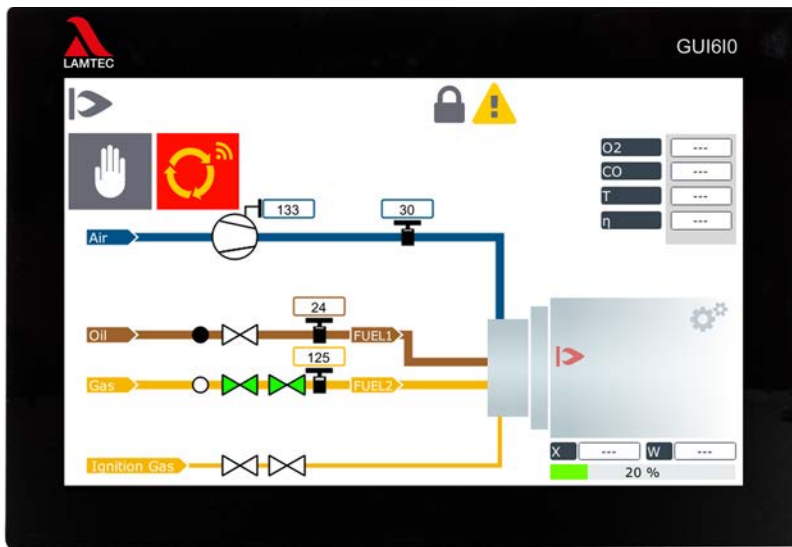 LAMTEC
GUI6I0
O2 ---
CO ---
T ---
η ---
133
30
Air
24
Oil
FUEL1
125
Gas
FUEL2
Ignition Gas
X --- W ---
20 %